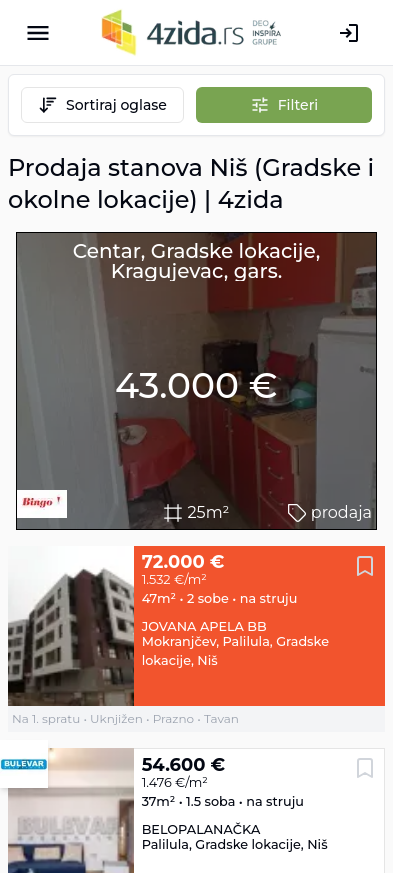 4zida.rs
DEO
INSPIRA
GRUPE
Sortiraj oglase
Filteri
Prodaja stanova Niš (Gradske i
okolne lokacije) | 4zida
Centar, Gradske lokacije,
Kragujevac, gars.
43.000 €
Bingo
25m²
prodaja
72.000 €
1.532 €/m²
47m² • 2 sobe • na struju
JOVANA APELA BB
Mokranjčev, Palilula, Gradske
lokacije, Niš
Na 1. spratu • Uknjižen • Prazno • Tavan
BULEVAR
54.600 €
1.476 €/m²
37m² • 1.5 soba • na struju
BELOPALANAČKA
Palilula, Gradske lokacije, Niš
BULEVAR